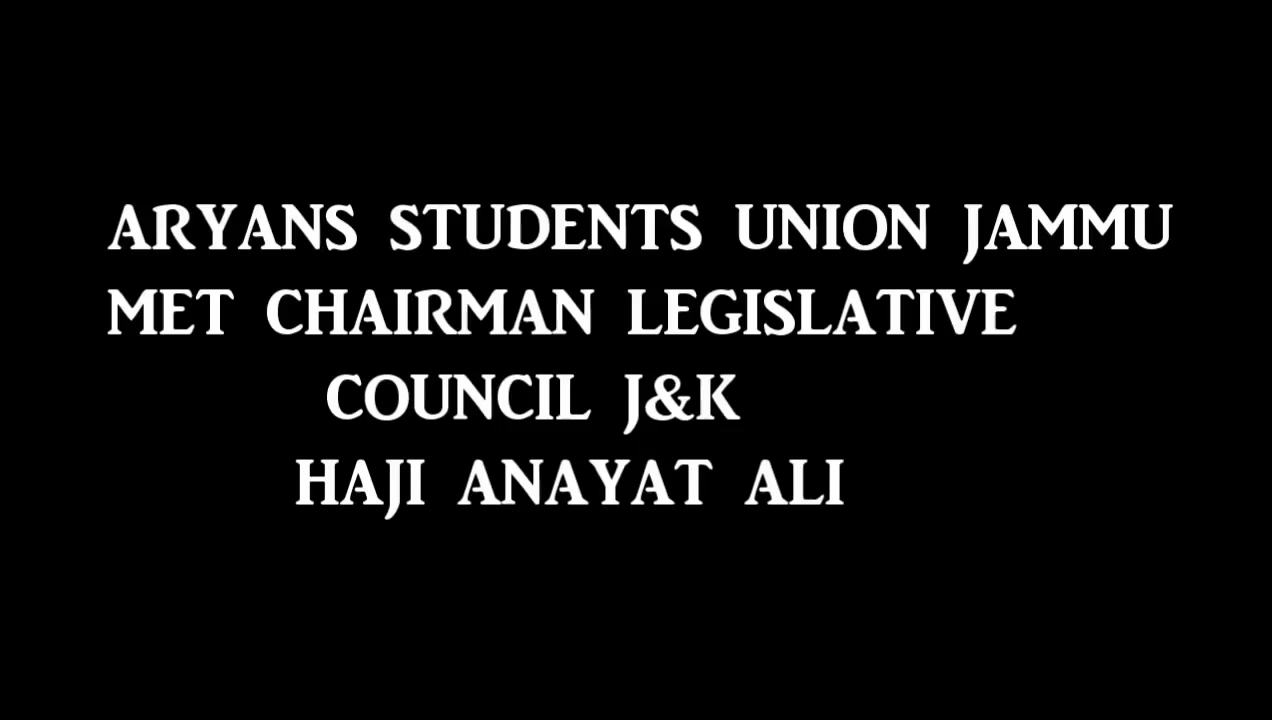 ARYANS STUDENTS UNION JAMMU
MET CHAIRMAN LEGISLATIVE
COUNCIL J&K
HAJI ANAYAT ALI